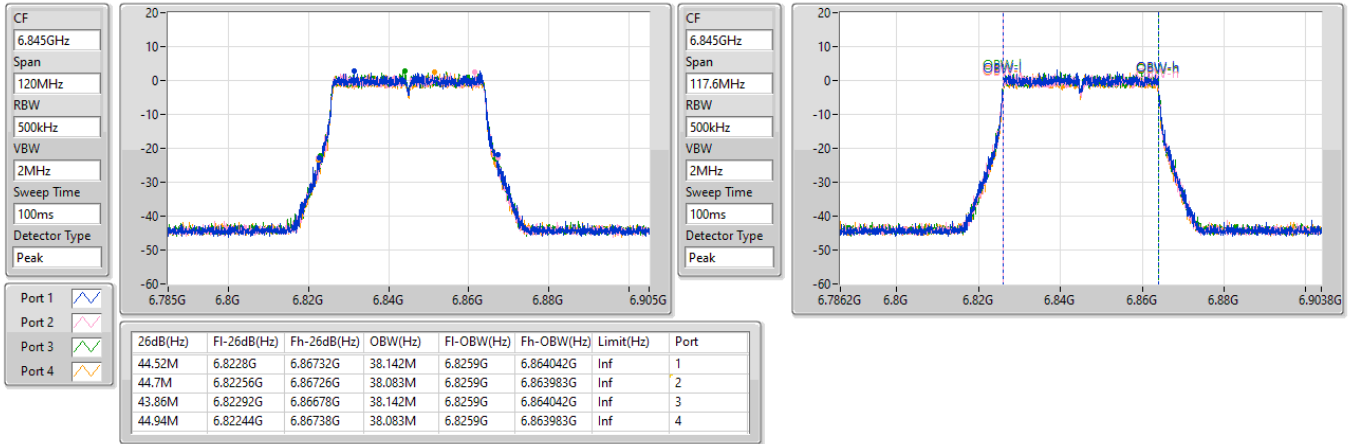 CF
6.845GHz
Span
120MHz
RBW
500kHz
VBW
2MHz
Sweep Time
100ms
Detector Type
Peak
20
10
0
-10
-20
-30
-40
-50
-60
6.785G 6.8G 6.82G 6.84G 6.86G 6.88G 6.905G
CF
6.845GHz
Span
117.6MHz
RBW
500kHz
VBW
2MHz
Sweep Time
100ms
Detector Type
Peak
20
10
0
-10
-20
-30
-40
-50
-60
OBW-l OBW-h
6.7862G 6.8G 6.82G 6.84G 6.86G 6.88G 6.9038G
Port 1
Port 2
Port 3
Port 4
26dB(Hz) Fl-26dB(Hz) Fh-26dB(Hz) OBW(Hz) Fl-OBW(Hz) Fh-OBW(Hz) Limit(Hz) Port
44.52M 6.8228G 6.86732G 38.142M 6.8259G 6.864042G Inf 1
44.7M 6.82256G 6.86726G 38.083M 6.8259G 6.863983G Inf 2
43.86M 6.82292G 6.86678G 38.142M 6.8259G 6.864042G Inf 3
44.94M 6.82244G 6.86738G 38.083M 6.8259G 6.863983G Inf 4